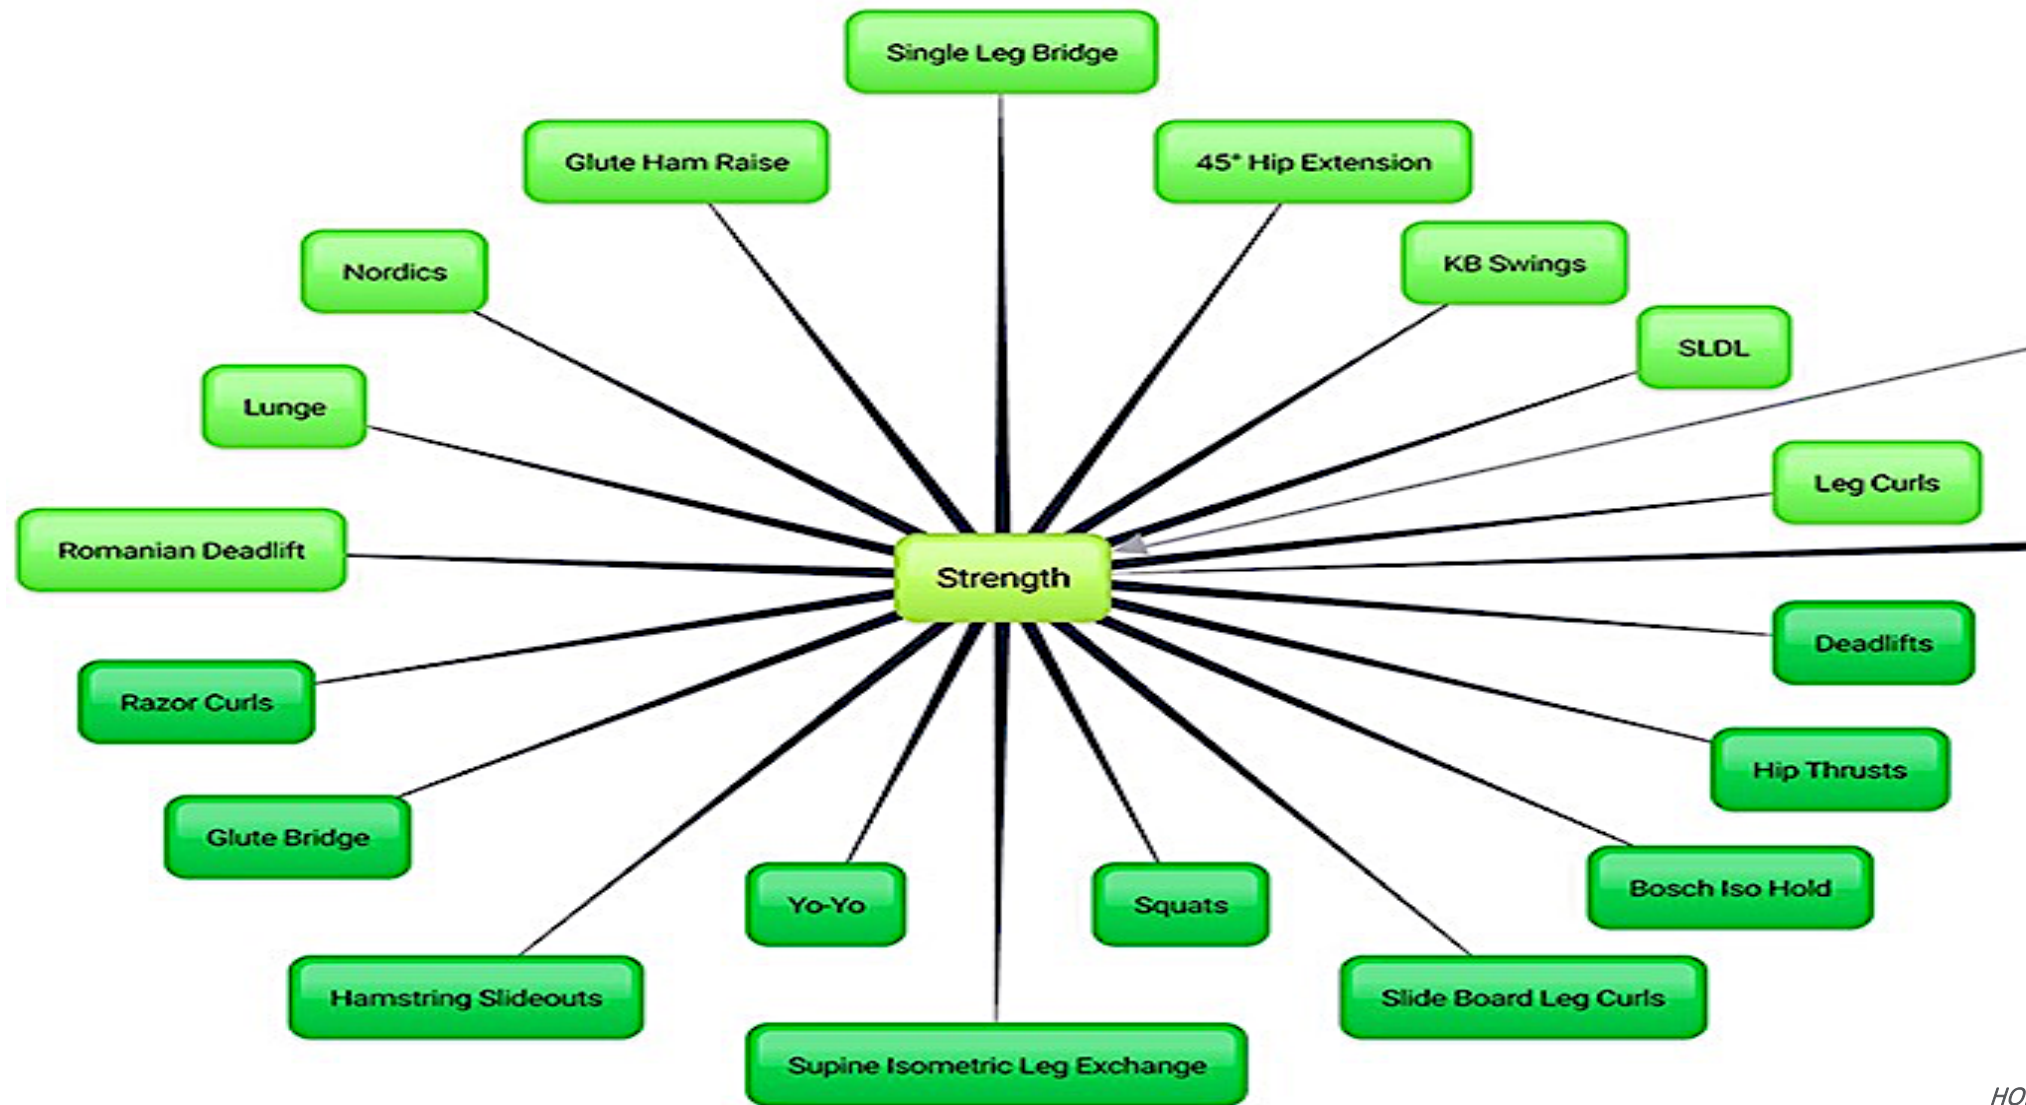 Single Leg Bridge
Glute Ham Raise
45° Hip Extension
Nordics
KB Swings
SLDL
Lunge
Leg Curls
Romanian Deadlift
Strength
Deadlifts
Razor Curls
Hip Thrusts
Glute Bridge
Bosch Iso Hold
Yo-Yo
Squats
Hamstring Slideouts
Slide Board Leg Curls
Supine Isometric Leg Exchange